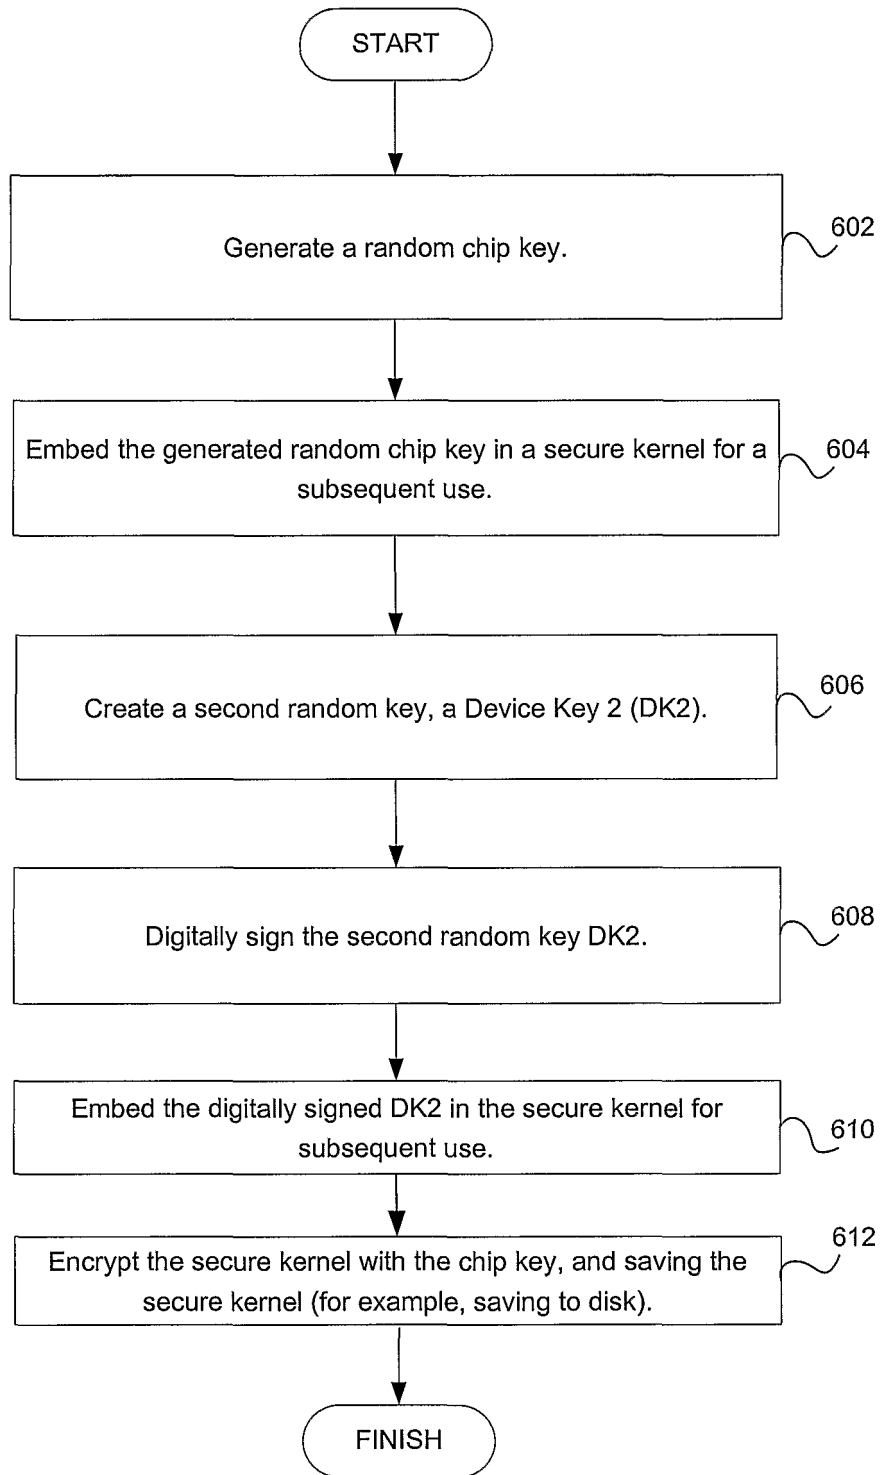 START
Generate a random chip key.
602
Embed the generated random chip key in a secure kernel for a
subsequent use.
604
Create a second random key, a Device Key 2 (DK2).
606
Digitally sign the second random key DK2.
608
Embed the digitally signed DK2 in the secure kernel for
subsequent use.
610
Encrypt the secure kernel with the chip key, and saving the
secure kernel (for example, saving to disk).
612
FINISH